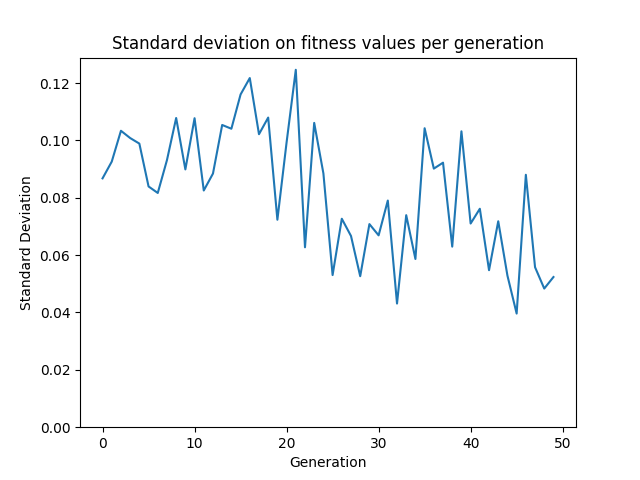 Standard deviation on fitness values per generation
0.12
0.10
0.08
0.06
0.04
0.02
0.00
Standard Deviation
0 10 20 30 40 50
Generation